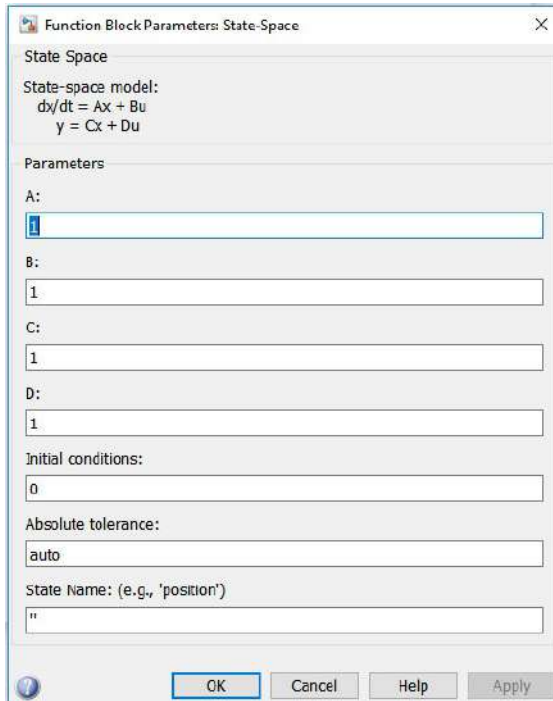 Function Block Parameters: State-Space
State Space
State-space model:
dx/dt = Ax + Bu
y = Cx + Du
Parameters
A:
1
B:
1
C:
1
D:
1
Initial conditions:
0
Absolute tolerance:
auto
State Name: (e.g., 'position')
''
OK Cancel Help Apply